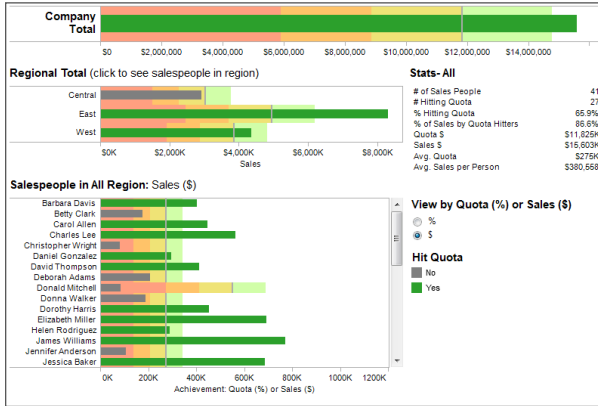 Company
Total
$0 $2,000,000 $4,000,000 $6,000,000 $8,000,000 $10,000,000 $12,000,000 $14,000,000
Regional Total (click to see salespeople in region)
Central
East
West
$0K $2,000K $4,000K $6,000K $8,000K
Sales
Stats- All
# of Sales People 41
# Hitting Quota 27
% Hitting Quota 65.9%
% of Sales by Quota Hitters 86.6%
Quota $ $11,825K
Sales $ $15,603K
Avg. Quota $275K
Avg. Sales per Person $380,558
Salespeople in All Region: Sales ($)
Barbara Davis
Betty Clark
Carol Allen
Charles Lee
Christopher Wright
Daniel Gonzalez
David Thompson
Deborah Adams
Donald Mitchell
Donna Walker
Dorothy Harris
Elizabeth Miller
Helen Rodriguez
James Williams
Jennifer Anderson
Jessica Baker
0K 200K 400K 600K 800K 1000K 1200K
Achievement: Quota (%) or Sales ($)
View by Quota (%) or Sales ($)
%
$
Hit Quota
No
Yes